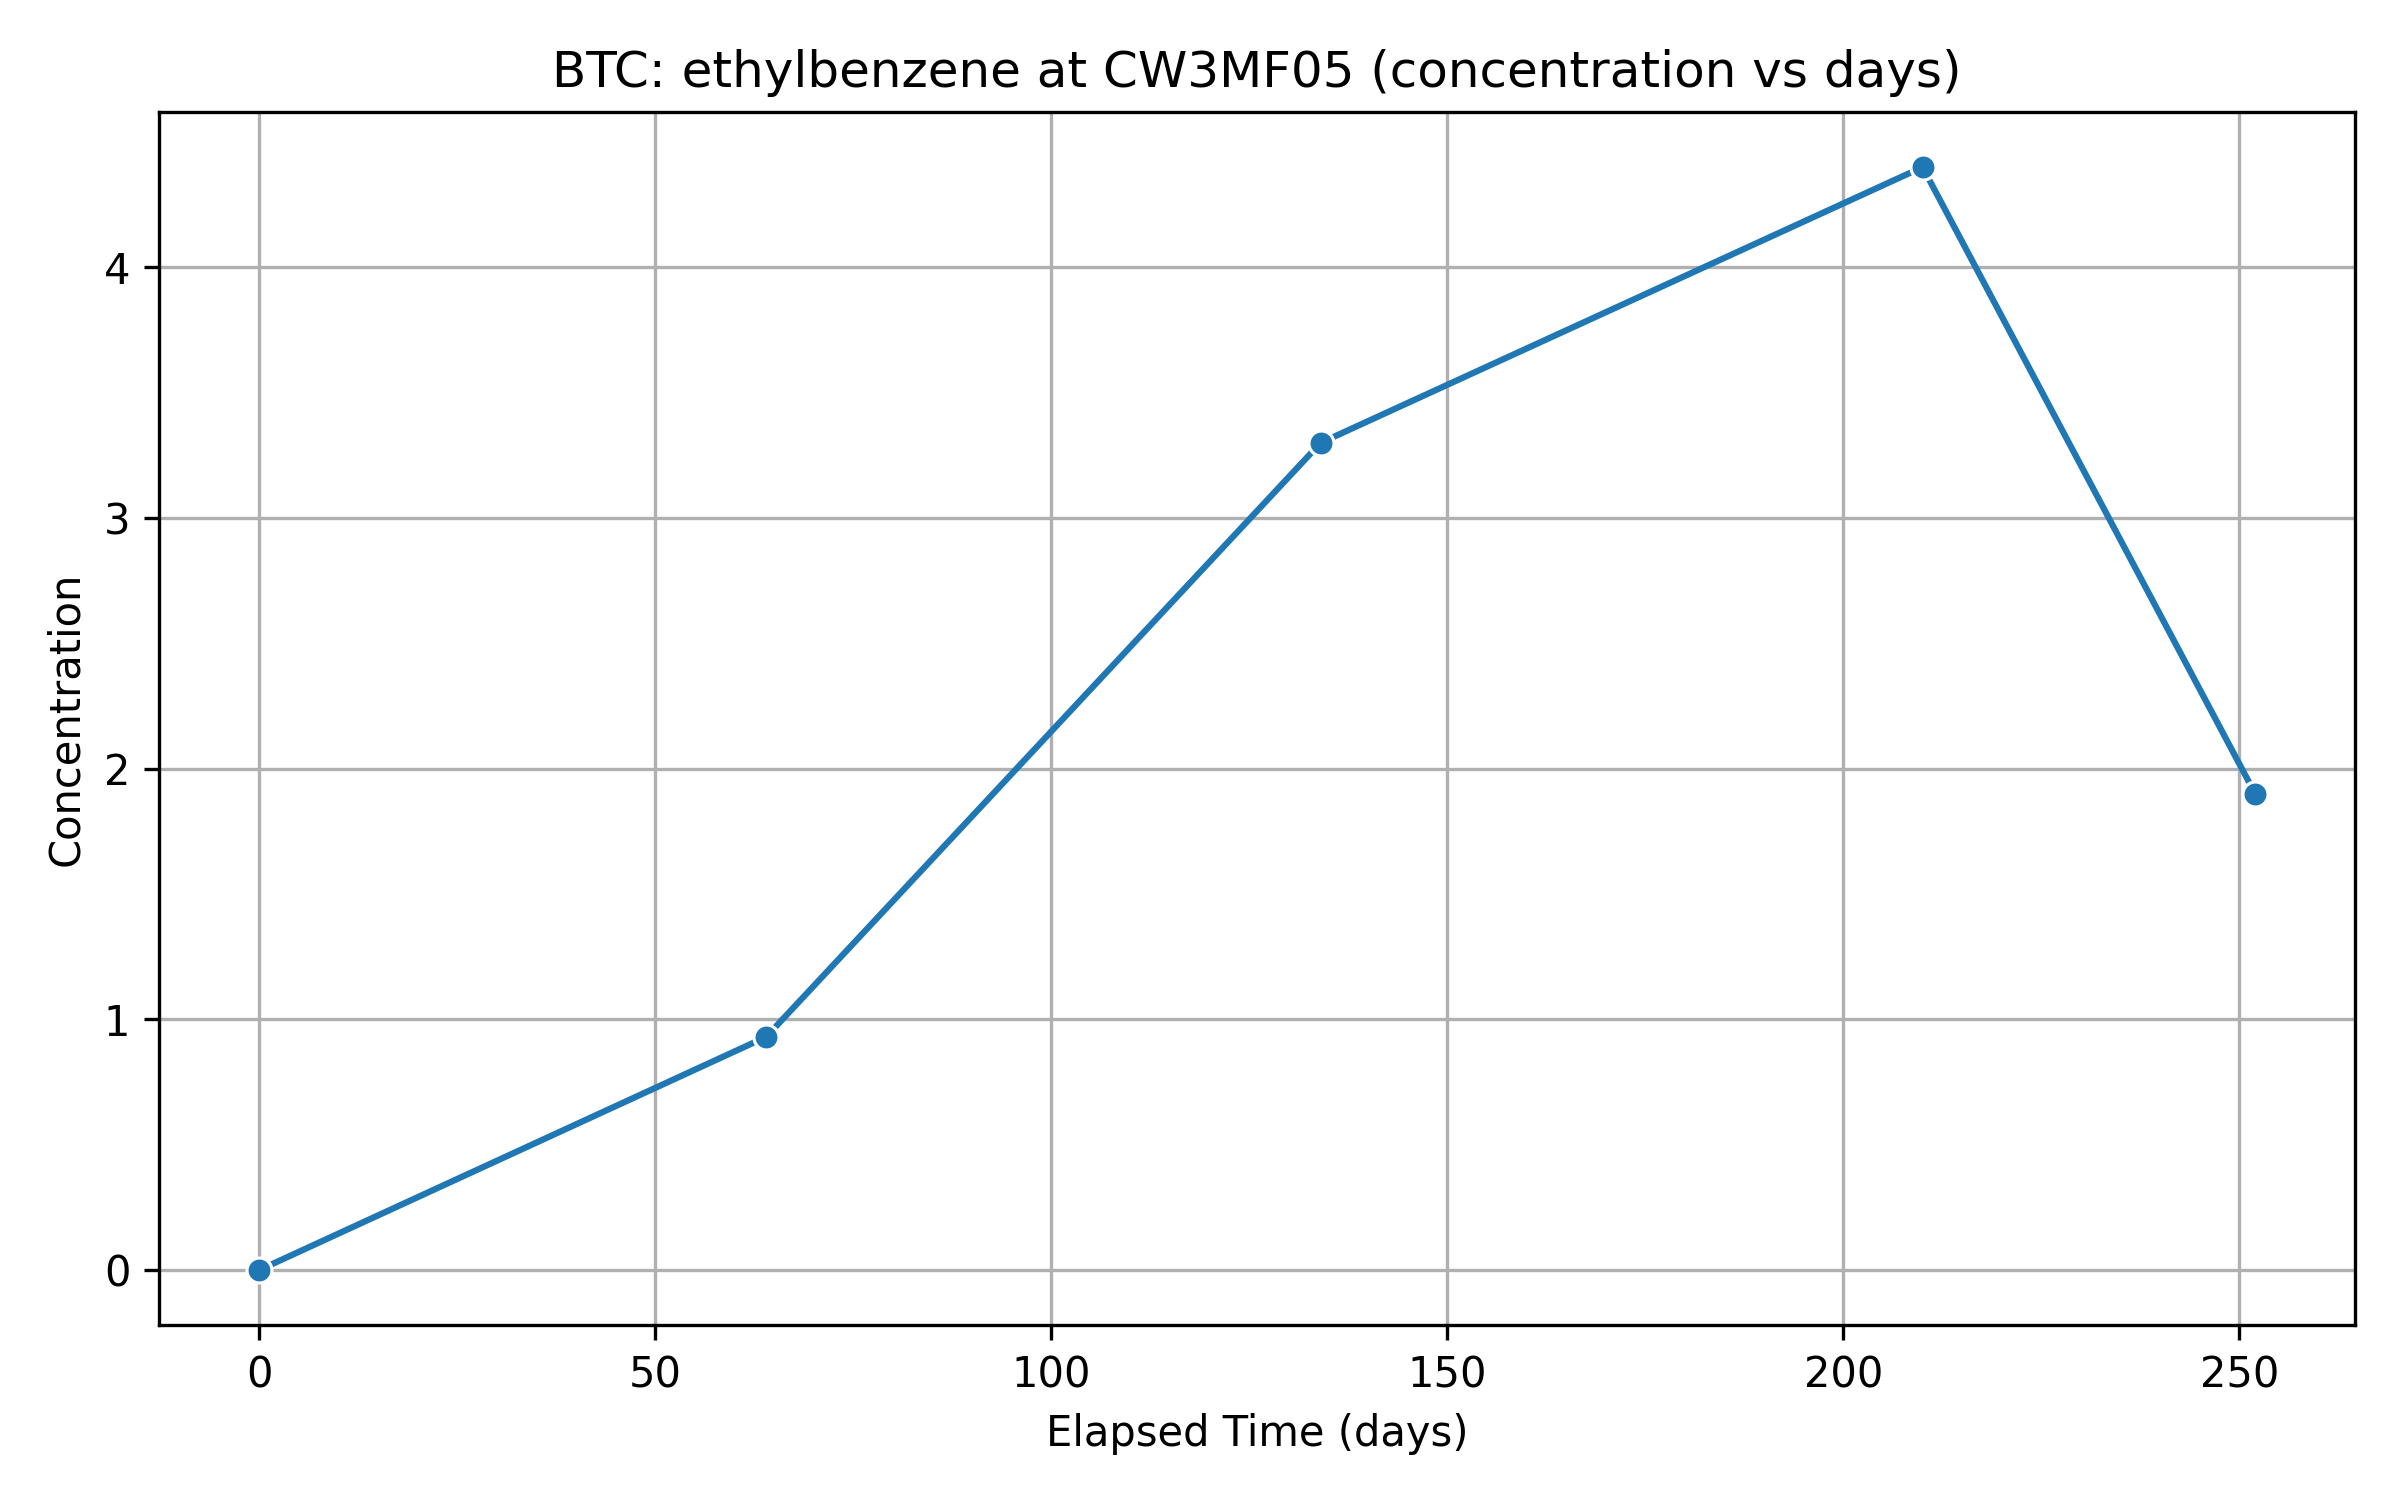 BTC: ethylbenzene at CW3MF05 (concentration vs days)
4
3
2
1
0
Concentration
0 50 100 150 200 250
Elapsed Time (days)